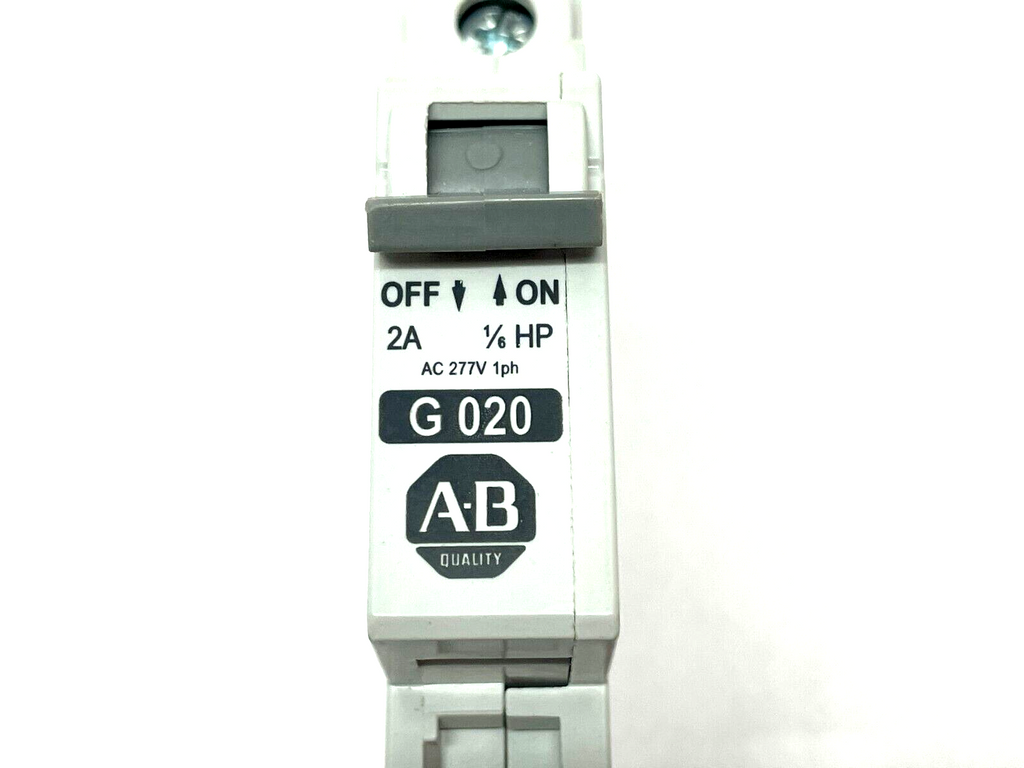 OFF ON
2A 1/6 HP
AC 277V 1ph
G 020
A-B
QUALITY